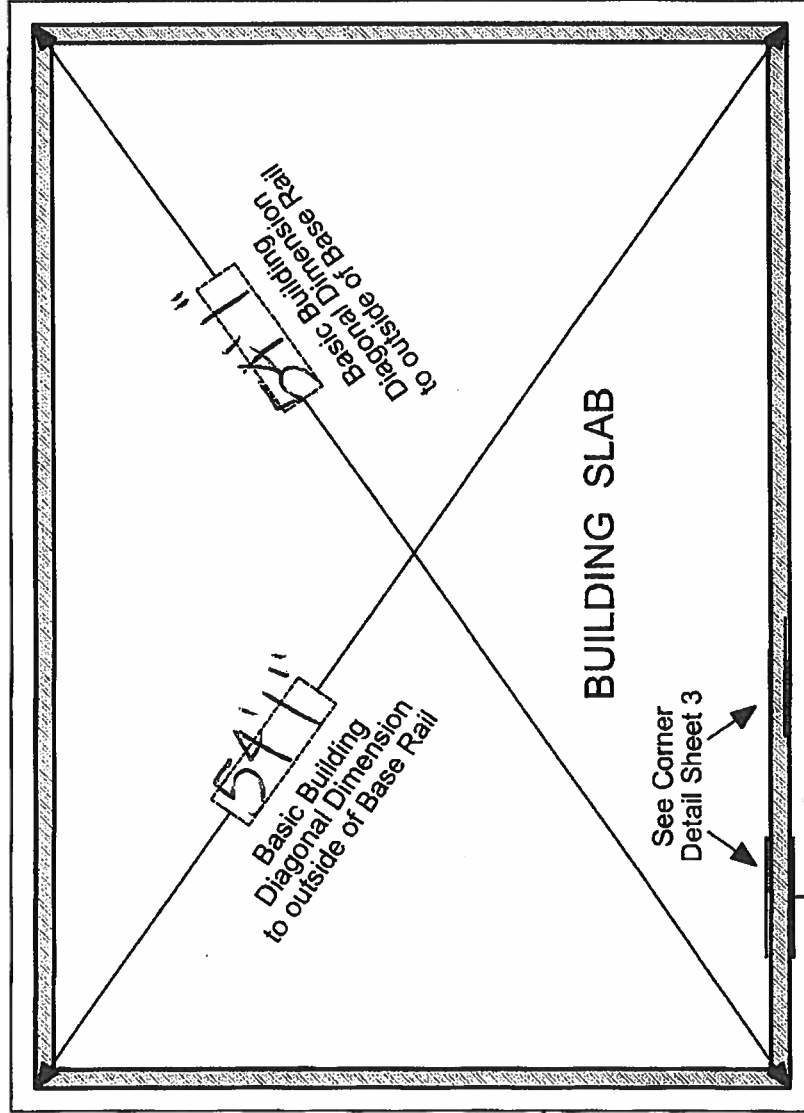 54' 11"
Basic Building
Diagonal Dimension
to outside of Base Rail
Basic Building
Diagonal Dimension
to outside of Base Rail
BUILDING SLAB
See Corner
Detail Sheet 3